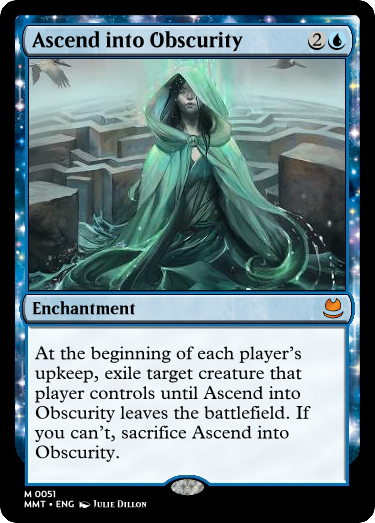 Ascend into Obscurity 2
Enchantment
At the beginning of each player's
upkeep, exile target creature that
player controls until Ascend into
Obscurity leaves the battlefield. If
you can't, sacrifice Ascend into
Obscurity.
M 0051
MMT • ENG Julie Dillon